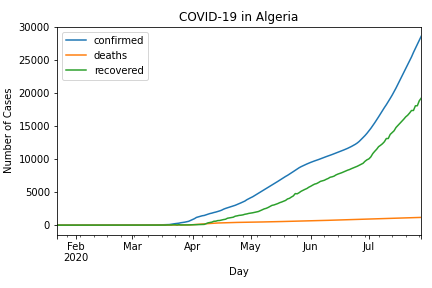 COVID-19 in Algeria
confirmed
deaths
recovered
Number of Cases
30000
25000
20000
15000
10000
5000
0
Feb Mar Apr May Jun Jul
2020
Day